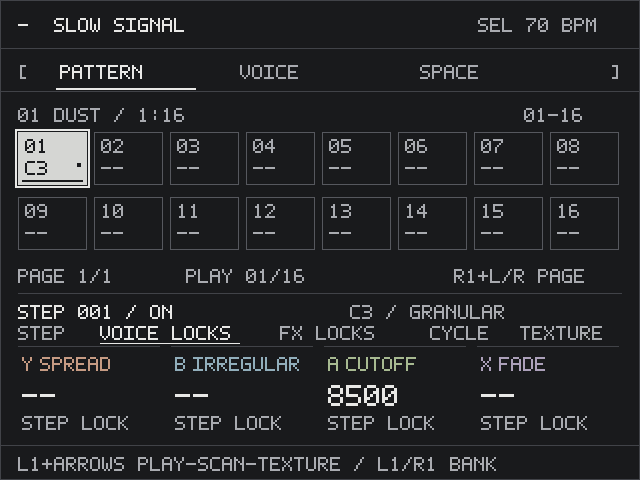 — SLOW SIGNAL SEL 70 BPM
[ PATTERN VOICE SPACE ]
01 DUST / 1:16 01-16
01 02 03 04 05 06 07 08
C3 -- -- -- -- -- -- --
09 10 11 12 13 14 15 16
-- -- -- -- -- -- -- --
PAGE 1/1 PLAY 01/16 R1+L/R PAGE
STEP 001 / ON C3 / GRANULAR
STEP VOICE LOCKS FX LOCKS CYCLE TEXTURE
Y SPREAD B IRREGULAR A CUTOFF X FADE
-- -- 8500 --
STEP LOCK STEP LOCK STEP LOCK STEP LOCK
L1+ARROWS PLAY-SCAN-TEXTURE / L1/R1 BANK